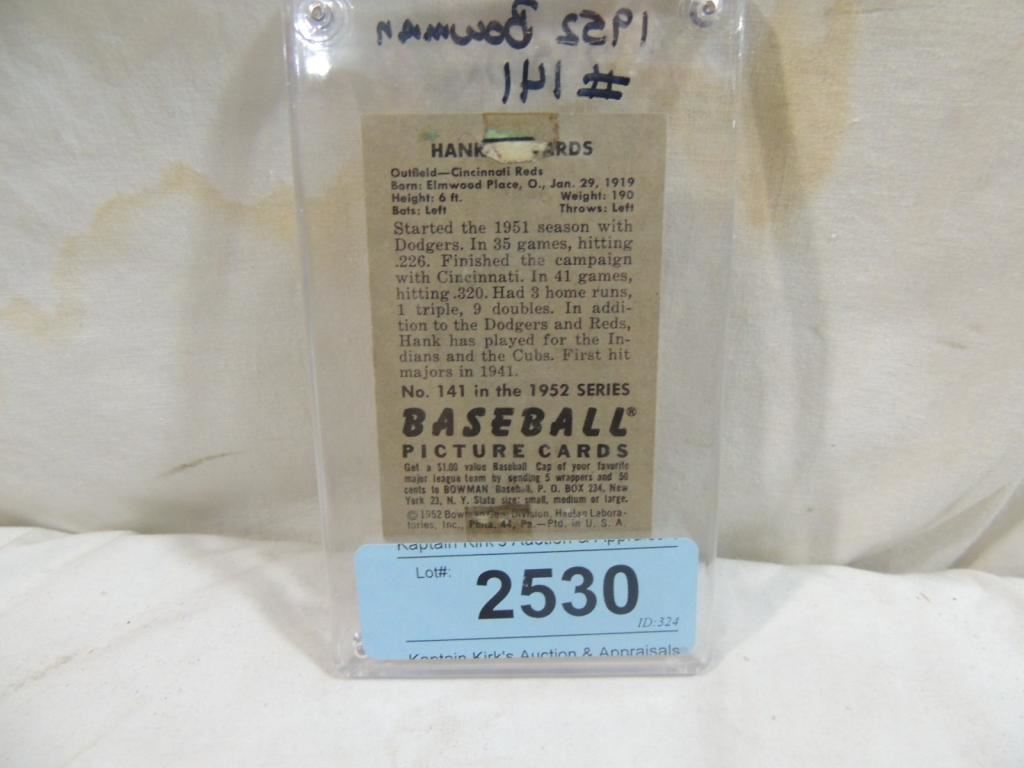 1952 Bowman
#141
HANK ARDS
Outfield—Cincinnati Reds
Born: Elmwood Place, O., Jan. 29, 1919
Height: 6 ft. Weight: 190
Bats: Left Throws: Left
Started the 1951 season with
Dodgers. In 35 games, hitting
.226. Finished the campaign
with Cincinnati. In 41 games,
hitting .320. Had 3 home runs,
1 triple, 9 doubles. In addi-
tion to the Dodgers and Reds,
Hank has played for the In-
dians and the Cubs. First hit
majors in 1941.
No. 141 in the 1952 SERIES
BASEBALL®
PICTURE CARDS
Get a $1.00 value Baseball Cap of your favorite
major league team by sending 5 wrappers and 50
cents to BOWMAN Baseball, P. O. BOX 234, New
York 23, N. Y. State size: small, medium or large.
© 1952 Bowman Gum Division, Haelan Labora-
tories, Inc., Phila. 44, Pa.—Ptd. in U. S. A.
Kaptain Kirk's Auction & Appraisals
Lot#: 2530
ID:324
Kaptain Kirk's Auction & Appraisals